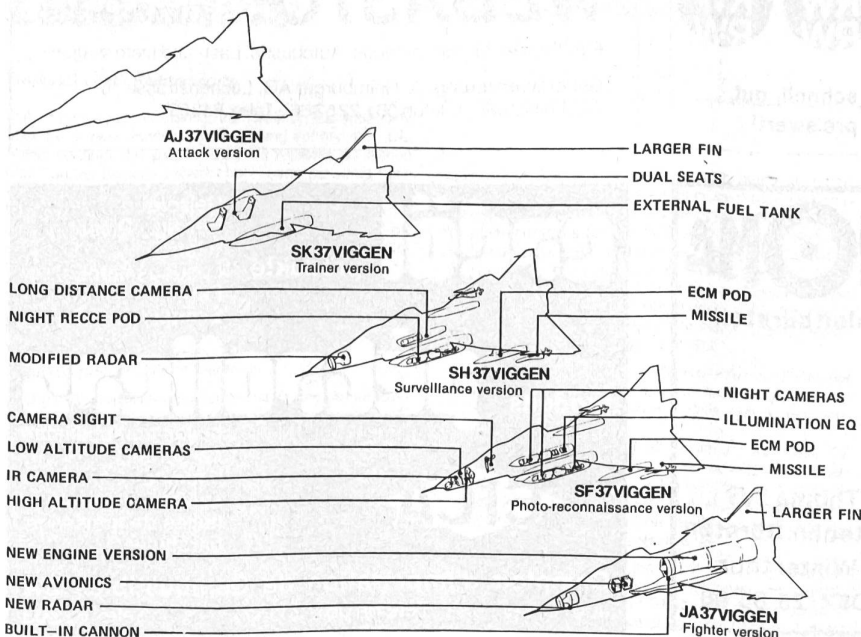 schnell, gut,
preiswert!
AJ37VIGGEN
Attack version
LARGER FIN
DUAL SEATS
EXTERNAL FUEL TANK
SK37VIGGEN
Trainer version
LONG DISTANCE CAMERA
NIGHT RECCE POD
MODIFIED RADAR
ECM POD
MISSILE
SH37VIGGEN
Surveillance version
CAMERA SIGHT
LOW ALTITUDE CAMERAS
IR CAMERA
HIGH ALTITUDE CAMERA
NIGHT CAMERAS
ILLUMINATION EQ
ECM POD
MISSILE
SF37VIGGEN
Photo-reconnaissance version
LARGER FIN
NEW ENGINE VERSION
NEW AVIONICS
NEW RADAR
BUILT-IN CANNON
JA37VIGGEN
Fighter version